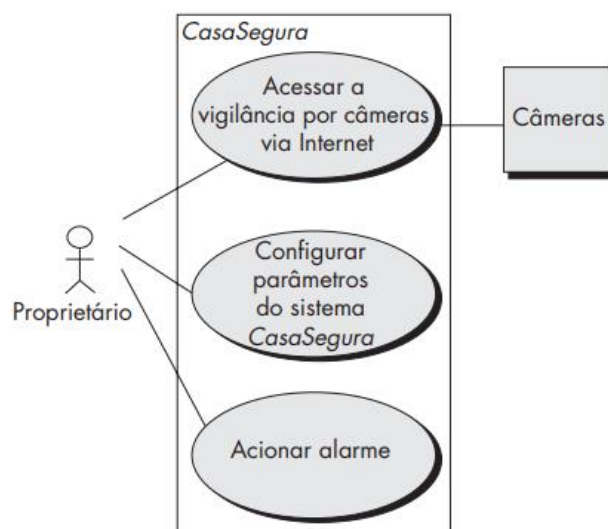 CasaSegura
Acessar a
vigilância por câmeras
via Internet
Câmeras
Configurar
parâmetros
do sistema
CasaSegura
Proprietário
Acionar alarme